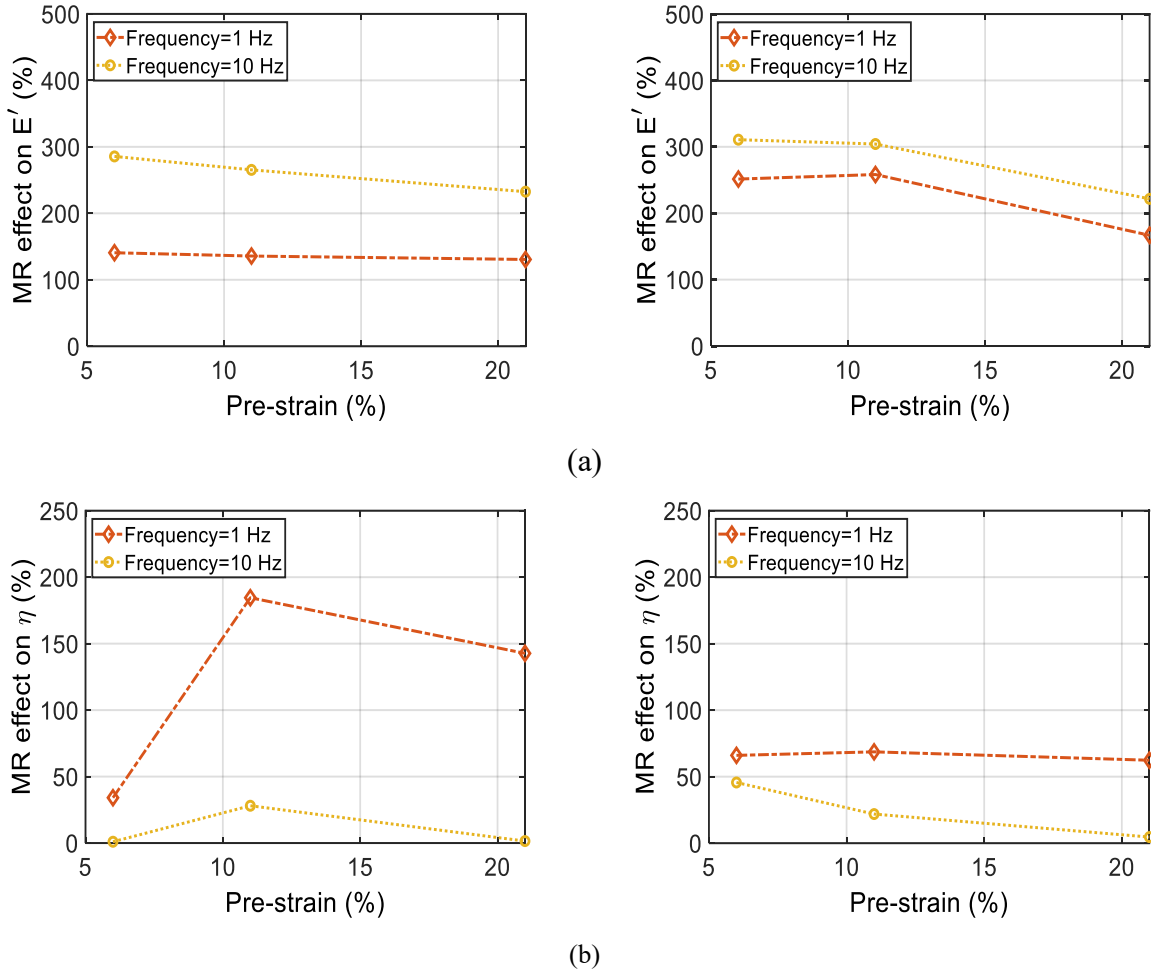 500
400
300
200
100
0
MR effect on E′ (%)
Frequency=1 Hz
Frequency=10 Hz
5
10
15
20
Pre-strain (%)
500
400
300
200
100
0
MR effect on E′ (%)
Frequency=1 Hz
Frequency=10 Hz
5
10
15
20
Pre-strain (%)
(a)
250
200
150
100
50
0
MR effect on η (%)
Frequency=1 Hz
Frequency=10 Hz
5
10
15
20
Pre-strain (%)
250
200
150
100
50
0
MR effect on η (%)
Frequency=1 Hz
Frequency=10 Hz
5
10
15
20
Pre-strain (%)
(b)